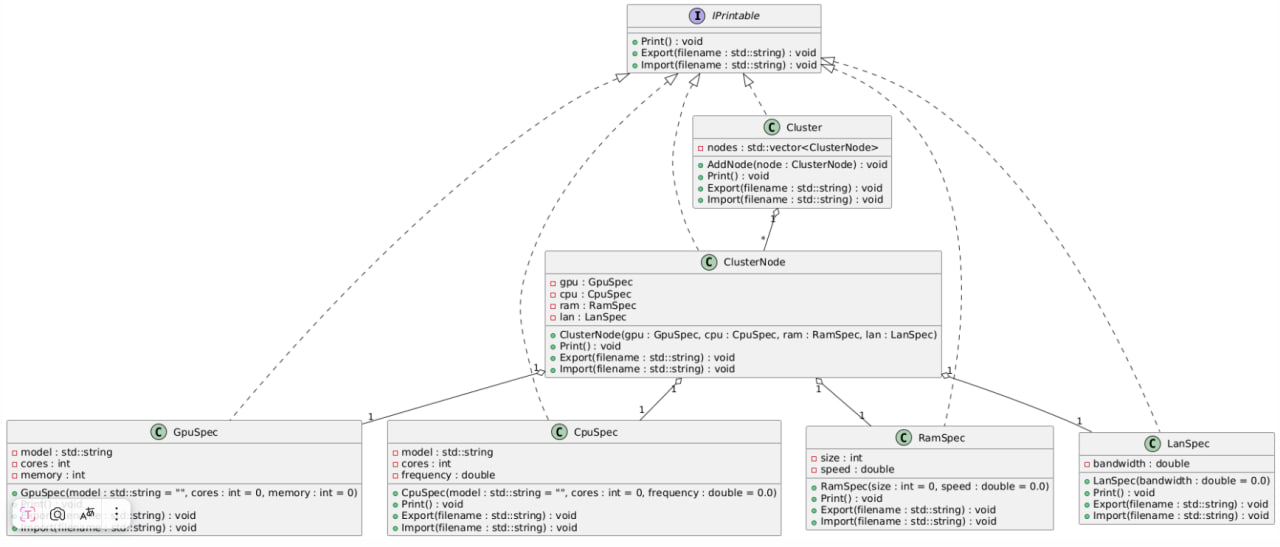 I IPrintable
Print() : void
Export(filename : std::string) : void
Import(filename : std::string) : void
C Cluster
nodes : std::vector<ClusterNode>
AddNode(node : ClusterNode) : void
Print() : void
Export(filename : std::string) : void
Import(filename : std::string) : void
1
*
C ClusterNode
gpu : GpuSpec
cpu : CpuSpec
ram : RamSpec
lan : LanSpec
ClusterNode(gpu : GpuSpec, cpu : CpuSpec, ram : RamSpec, lan : LanSpec)
Print() : void
Export(filename : std::string) : void
Import(filename : std::string) : void
1 1 1 1
1 1 1 1
C GpuSpec
model : std::string
cores : int
memory : int
GpuSpec(model : std::string = "", cores : int = 0, memory : int = 0)
: std::string) : void
: std::string) : void
C CpuSpec
model : std::string
cores : int
frequency : double
CpuSpec(model : std::string = "", cores : int = 0, frequency : double = 0.0)
Print() : void
Export(filename : std::string) : void
Import(filename : std::string) : void
C RamSpec
size : int
speed : double
RamSpec(size : int = 0, speed : double = 0.0)
Print() : void
Export(filename : std::string) : void
Import(filename : std::string) : void
C LanSpec
bandwidth : double
LanSpec(bandwidth : double = 0.0)
Print() : void
Export(filename : std::string) : void
Import(filename : std::string) : void